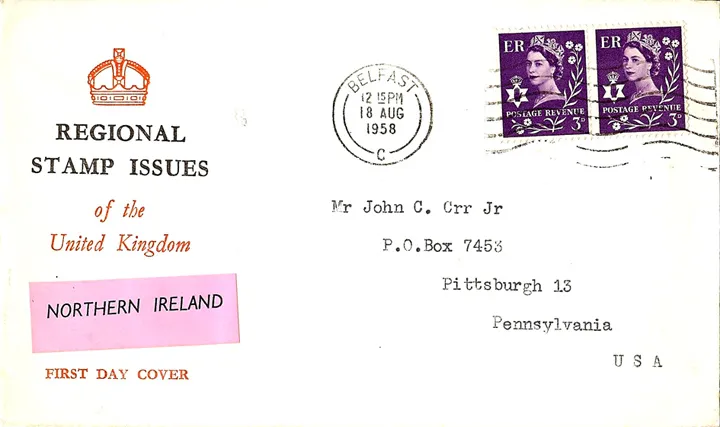 REGIONAL
STAMP ISSUES
of the
United Kingdom
NORTHERN IRELAND
FIRST DAY COVER
BELFAST
12 15PM
18 AUG
1958
C
ER
POSTAGE REVENUE
3D
ER
POSTAGE REVENUE
3D
Mr John C. Orr Jr
P.O.Box 7453
Pittsburgh 13
Pennsylvania
U S A